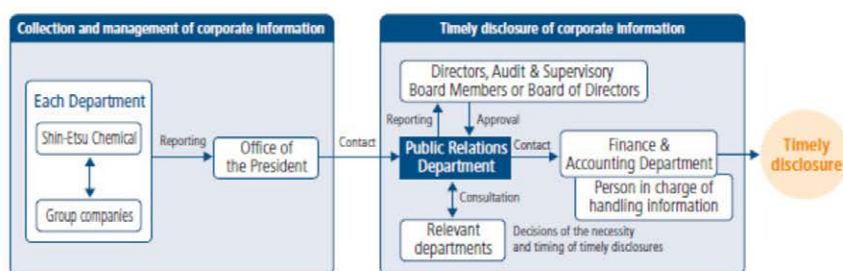 Collection and management of corporate information
Each Department
Shin-Etsu Chemical
Group companies
Reporting
Office of
the President
Contact
Timely disclosure of corporate information
Directors, Audit & Supervisory
Board Members or Board of Directors
Reporting
Approval
Public Relations
Department
Contact
Finance &
Accounting Department
Person in charge of
handling information
Consultation
Relevant
departments
Decisions of the necessity
and timing of timely disclosures
Timely
disclosure